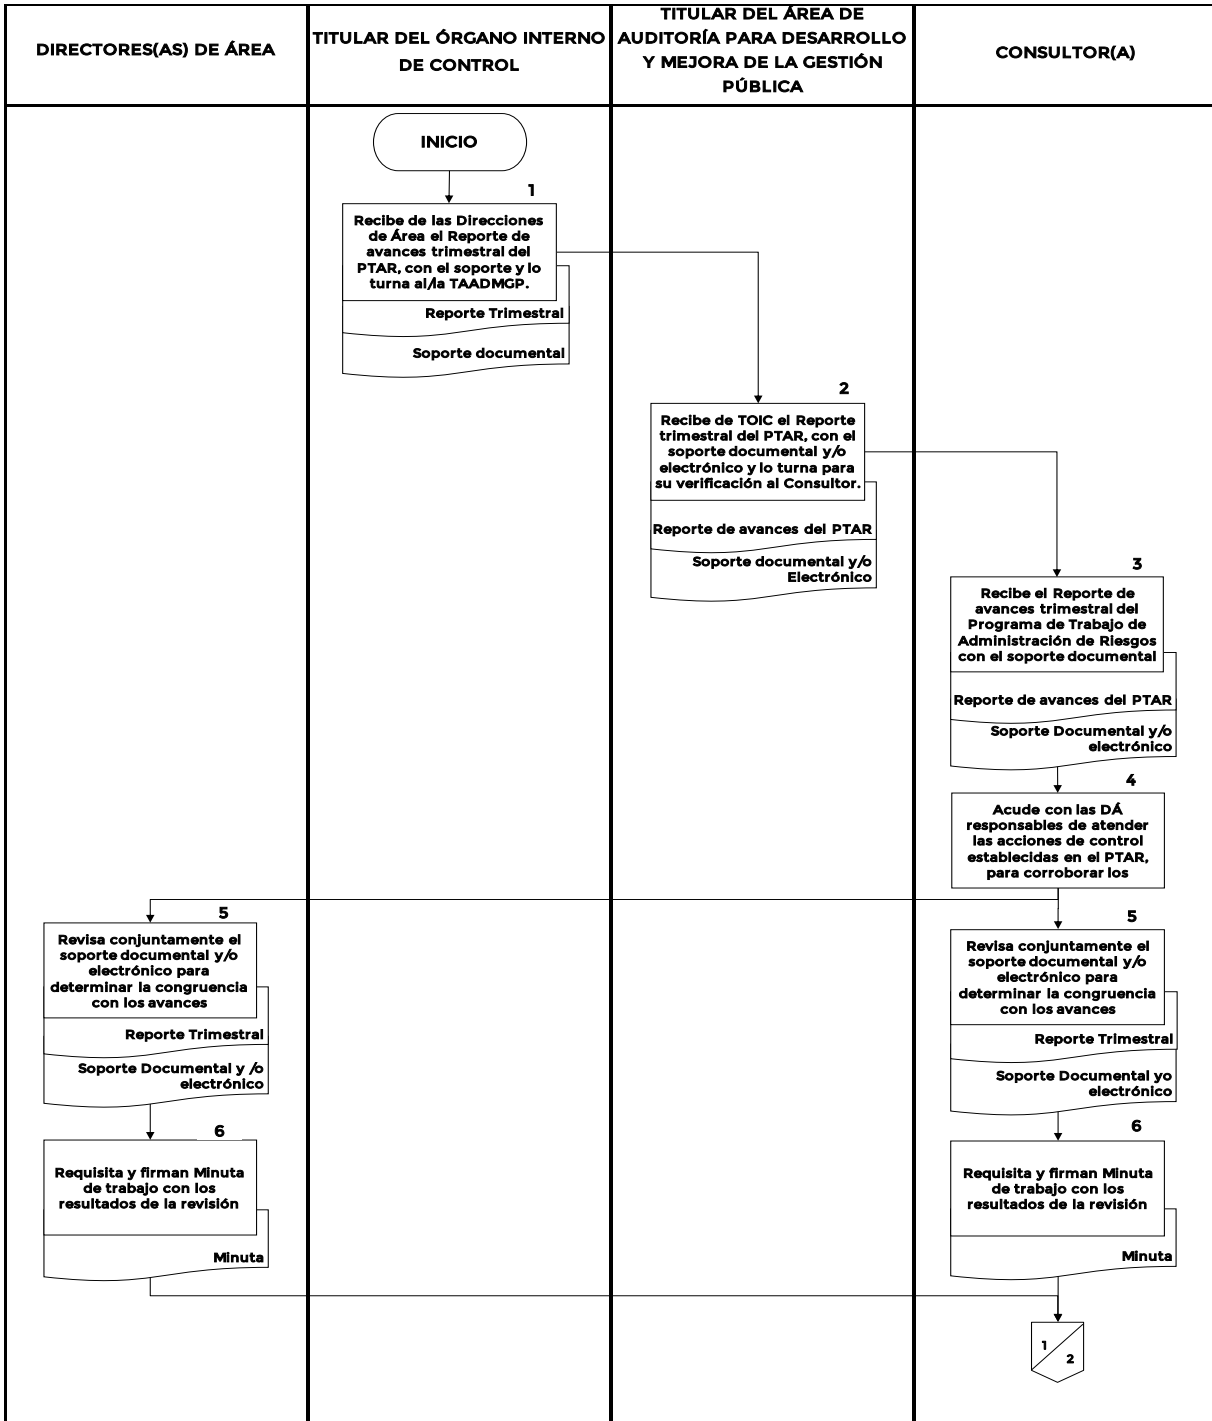 DIRECTORES(AS) DE ÁREA
TITULAR DEL ÓRGANO INTERNO
DE CONTROL
TITULAR DEL ÁREA DE
AUDITORÍA PARA DESARROLLO
Y MEJORA DE LA GESTIÓN
PÚBLICA
CONSULTOR(A)
INICIO
1
Recibe de las Direcciones
de Área el Reporte de
avances trimestral del
PTAR, con el soporte y lo
turna al/la TAADMGP.
Reporte Trimestral
Soporte documental
2
Recibe de TOIC el Reporte
trimestral del PTAR, con el
soporte documental y/o
electrónico y lo turna para
su verificación al Consultor.
Reporte de avances del PTAR
Soporte documental y/o
Electrónico
3
Recibe el Reporte de
avances trimestral del
Programa de Trabajo de
Administración de Riesgos
con el soporte documental
Reporte de avances del PTAR
Soporte Documental y/o
electrónico
4
Acude con las DÁ
responsables de atender
las acciones de control
establecidas en el PTAR,
para corroborar los
5
Revisa conjuntamente el
soporte documental y/o
electrónico para
determinar la congruencia
con los avances
Reporte Trimestral
Soporte Documental y /o
electrónico
5
Revisa conjuntamente el
soporte documental y/o
electrónico para
determinar la congruencia
con los avances
Reporte Trimestral
Soporte Documental yo
electrónico
6
Requisita y firman Minuta
de trabajo con los
resultados de la revisión
Minuta
6
Requisita y firman Minuta
de trabajo con los
resultados de la revisión
Minuta
1
2